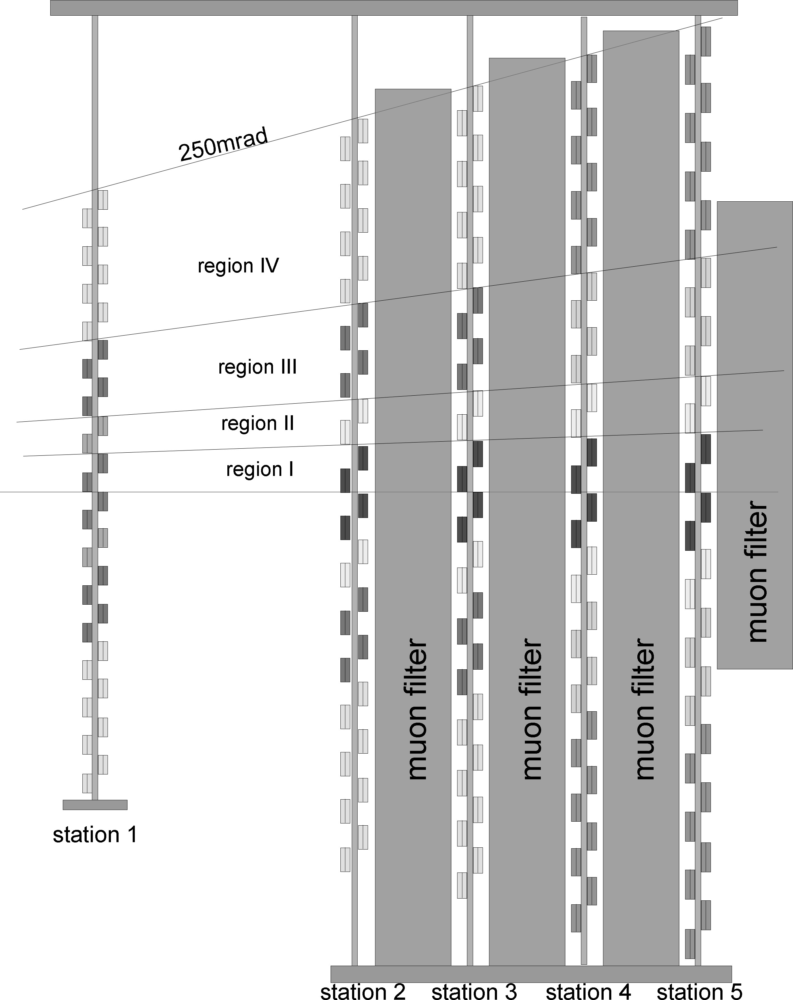 250mrad
region IV
region III
region II
region I
muon filter
muon filter
muon filter
muon filter
station 1
station 2
station 3
station 4
station 5